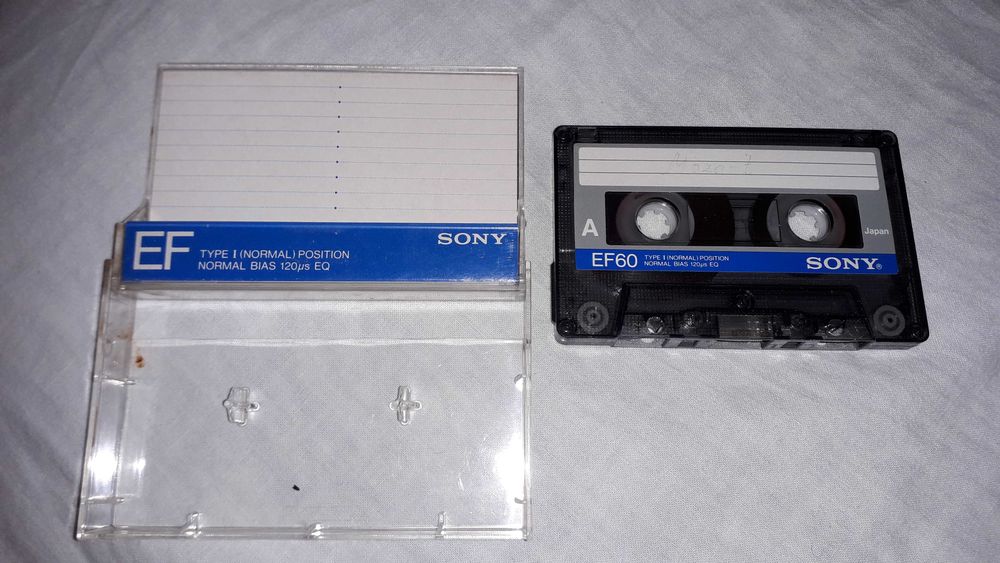 EF TYPE I (NORMAL) POSITION
NORMAL BIAS 120µs EQ
SONY
A
Japan
EF60 TYPE I (NORMAL) POSITION
NORMAL BIAS 120µs EQ
SONY®